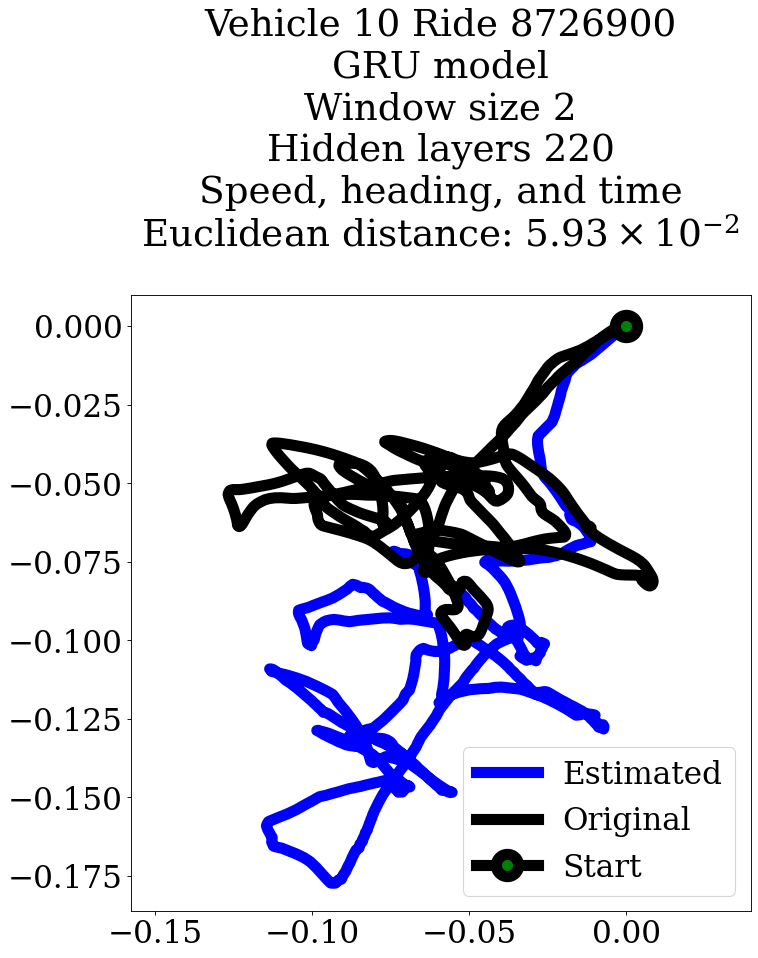 Vehicle 10 Ride 8726900
GRU model
Window size 2
Hidden layers 220
Speed, heading, and time
Euclidean distance: 5.93 × 10⁻²
0.000
−0.025
−0.050
−0.075
−0.100
−0.125
−0.150
−0.175
Estimated
Original
Start
−0.15 −0.10 −0.05 0.00